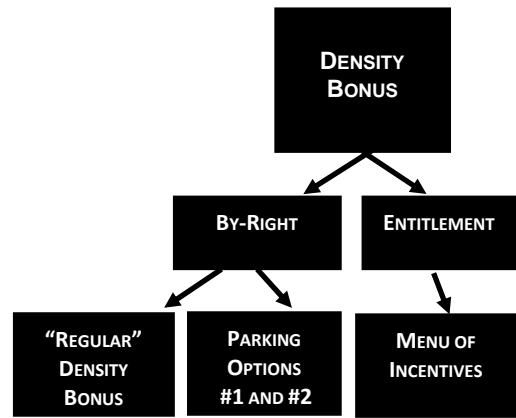 DENSITY
BONUS
BY-RIGHT
ENTITLEMENT
“REGULAR”
DENSITY
BONUS
PARKING
OPTIONS
#1 AND #2
MENU OF
INCENTIVES